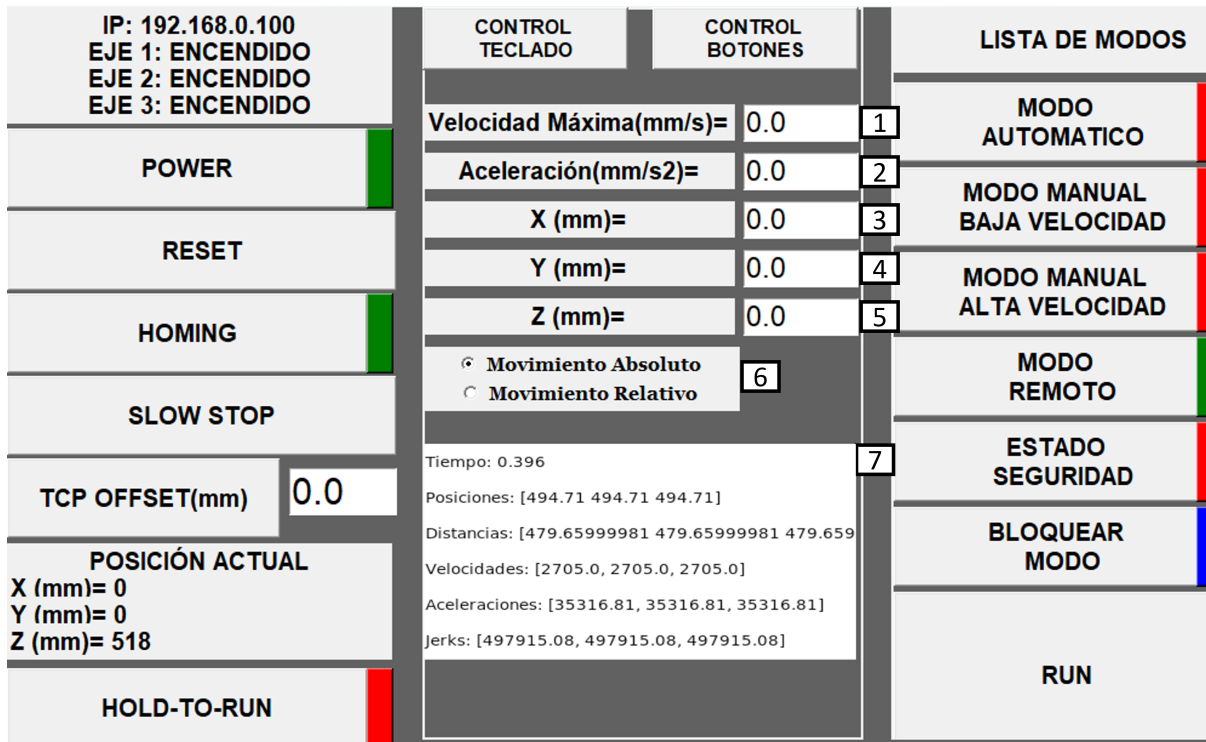 IP: 192.168.0.100
EJE 1: ENCENDIDO
EJE 2: ENCENDIDO
EJE 3: ENCENDIDO
POWER
RESET
HOMING
SLOW STOP
TCP OFFSET(mm) 0.0
POSICIÓN ACTUAL
X (mm)= 0
Y (mm)= 0
Z (mm)= 518
HOLD-TO-RUN
CONTROL
TECLADO
CONTROL
BOTONES
Velocidad Máxima(mm/s)= 0.0 1
Aceleración(mm/s2)= 0.0 2
X (mm)= 0.0 3
Y (mm)= 0.0 4
Z (mm)= 0.0 5
Movimiento Absoluto
Movimiento Relativo
6
7
Tiempo: 0.396
Posiciones: [494.71 494.71 494.71]
Distancias: [479.65999981 479.65999981 479.659
Velocidades: [2705.0, 2705.0, 2705.0]
Aceleraciones: [35316.81, 35316.81, 35316.81]
Jerks: [497915.08, 497915.08, 497915.08]
LISTA DE MODOS
MODO
AUTOMATICO
MODO MANUAL
BAJA VELOCIDAD
MODO MANUAL
ALTA VELOCIDAD
MODO
REMOTO
ESTADO
SEGURIDAD
BLOQUEAR
MODO
RUN